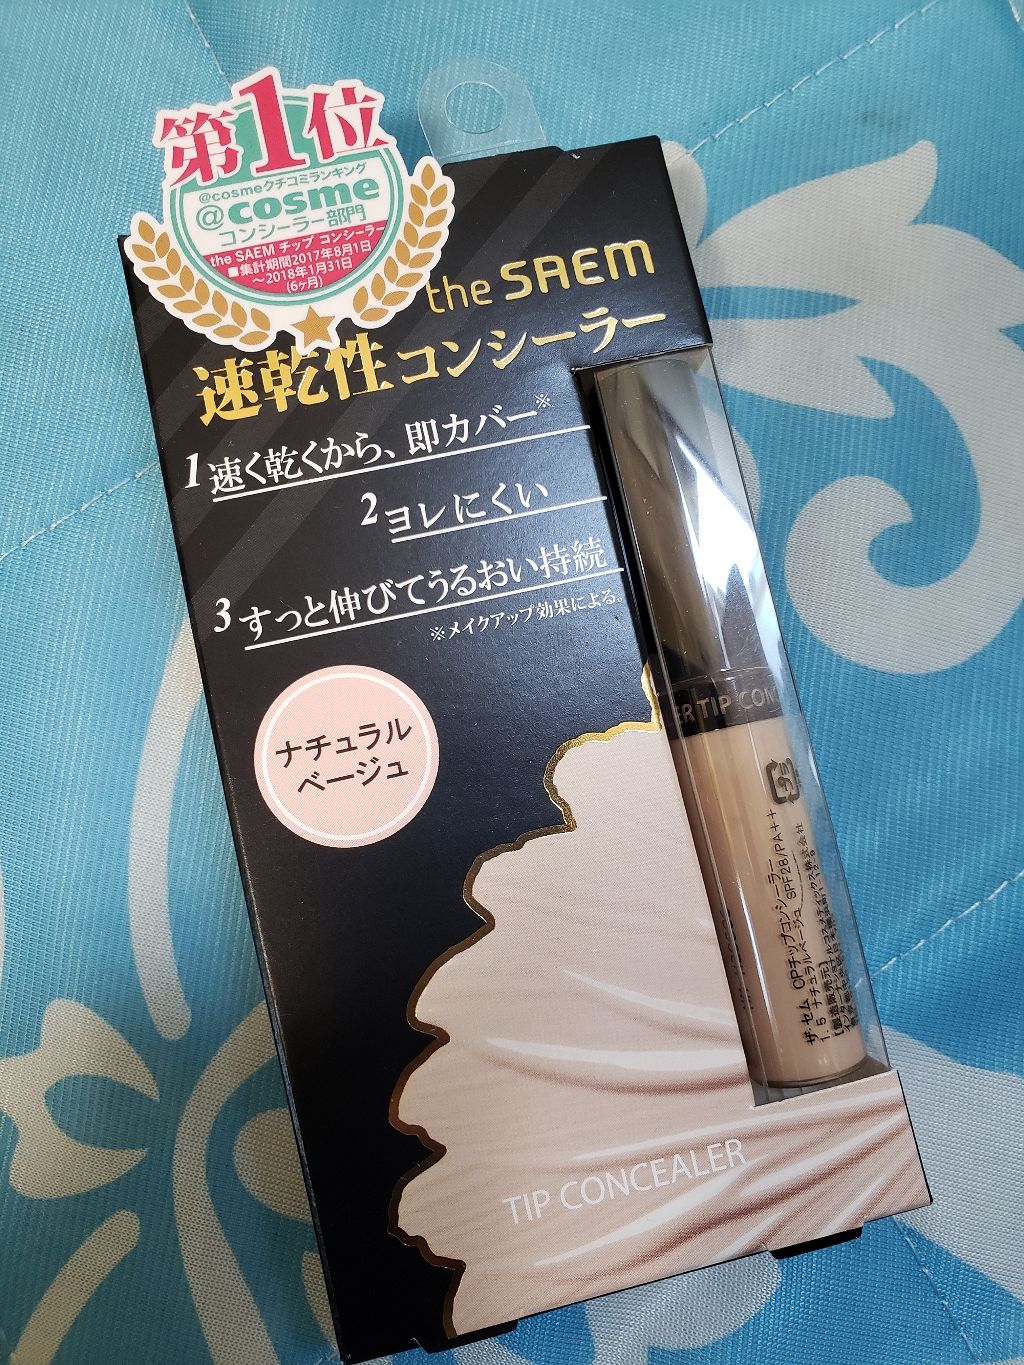 第1位
@cosmeクチコミランキング
@cosme
コンシーラー部門
the SAEM チップ コンシーラー
■集計期間2017年8月1日
～2018年1月31日
(6ヶ月)
the SAEM
速乾性コンシーラー
1 速く乾くから、即カバー※
2 ヨレにくい
3 すっと伸びてうるおい持続
※メイクアップ効果による。
ナチュラル
ベージュ
ER TIP CON
ザ セム CPチップコンシーラー
1.5 ナチュラルベージュ SPF28/PA++
【製造販売元】
TIP CONCEALER